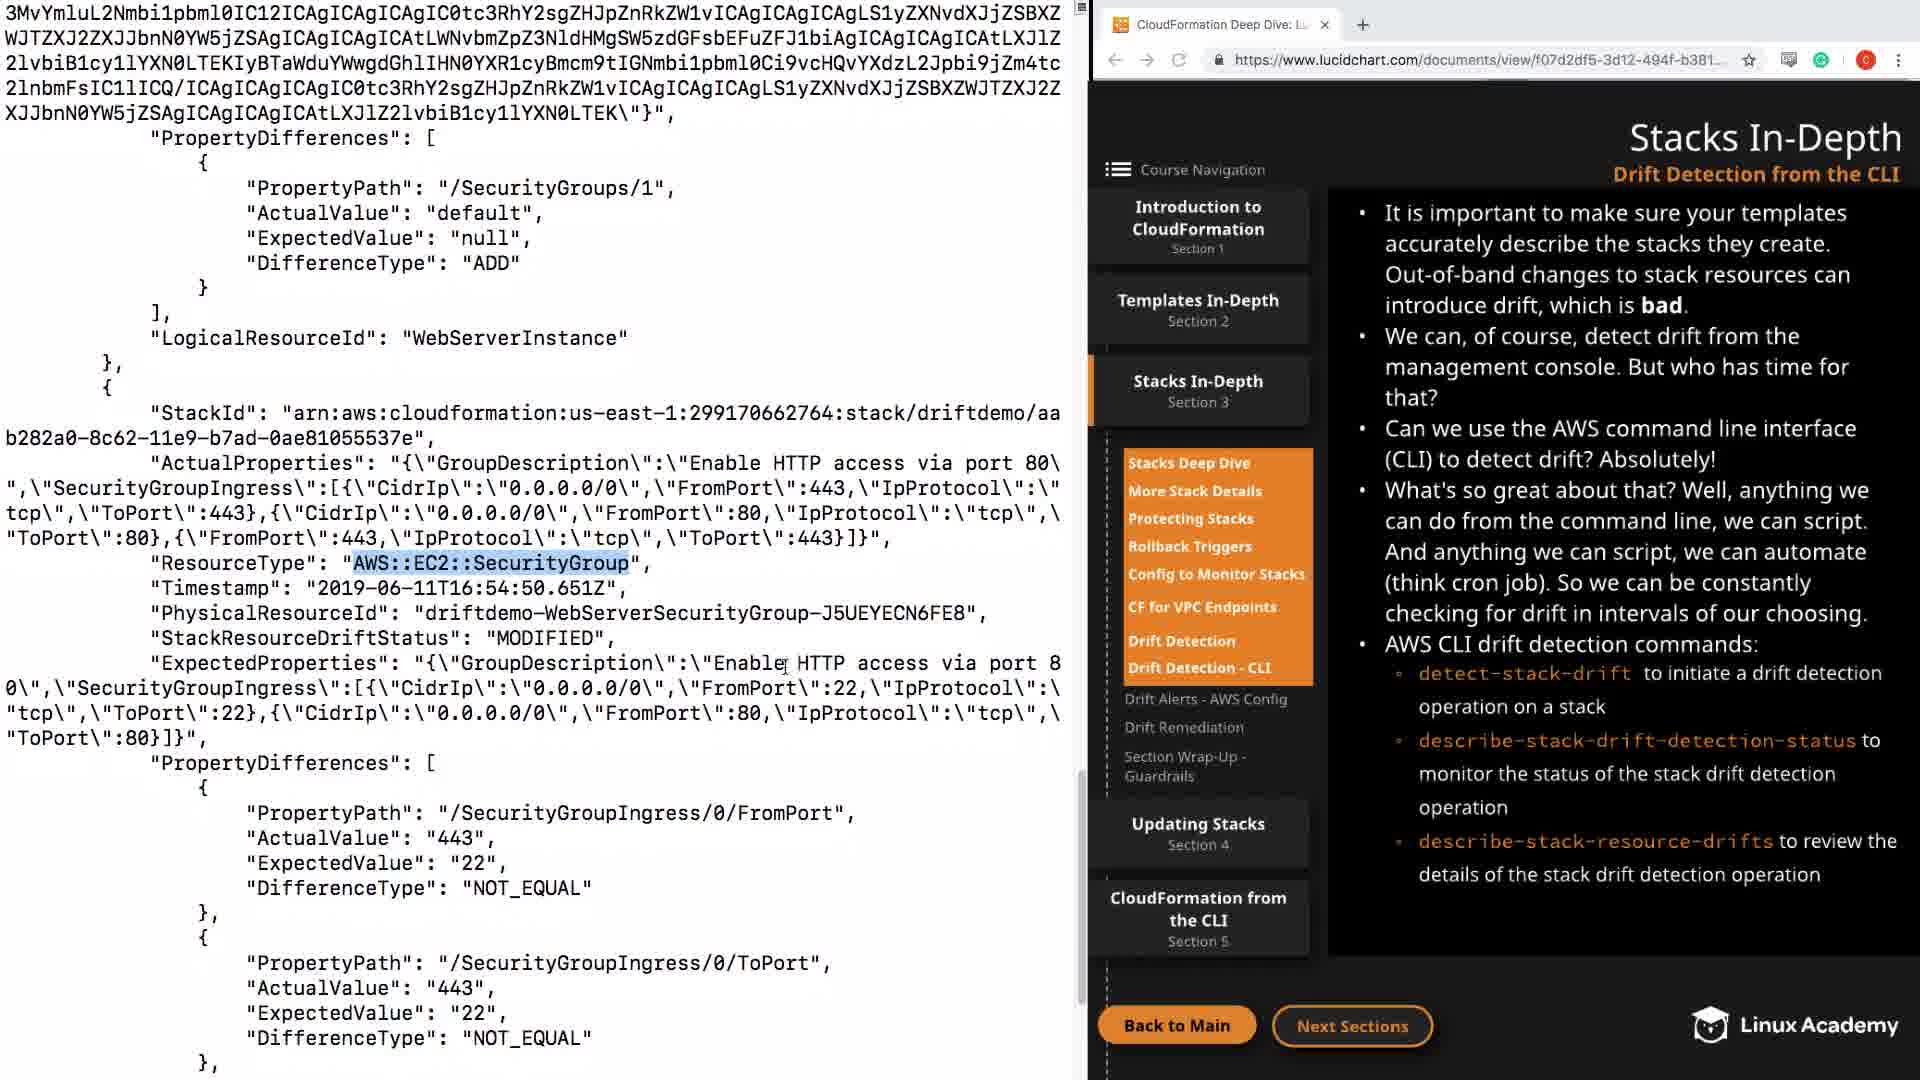 3MvYmluL2Nmbi1pbml0IC12ICAgICAgICAgIC0tc3RhY2sgZHJpZnRkZW1vICAgICAgICAgLS1yZXNvdXJjZSBXZ
WJTZXJ2ZXJJbnN0YW5jZSAgICAgICAgICAtLWNvbmZpZ3NldHMgSW5zdGFsbEFuZFJ1biAgICAgICAgICAtLXJlZ
2lvbiB1cy1lYXN0LTEKIyBTaWduYWwgdGhlIHN0YXR1cyBmcm9tIGNmbi1pbml0Ci9vcHQvYXdzL2Jpbi9jZm4tc
2lnbmFsIC1lICQ/ICAgICAgICAgIC0tc3RhY2sgZHJpZnRkZW1vICAgICAgICAgLS1yZXNvdXJjZSBXZWJTZXJ2Z
XJJbnN0YW5jZSAgICAgICAgICAtLXJlZ2lvbiB1cy1lYXN0LTEK\"}",
"PropertyDifferences": [
{
"PropertyPath": "/SecurityGroups/1",
"ActualValue": "default",
"ExpectedValue": "null",
"DifferenceType": "ADD"
}
],
"LogicalResourceId": "WebServerInstance"
},
{
"StackId": "arn:aws:cloudformation:us-east-1:299170662764:stack/driftdemo/aa
b282a0-8c62-11e9-b7ad-0ae81055537e",
"ActualProperties": "{\"GroupDescription\":\"Enable HTTP access via port 80\
",\"SecurityGroupIngress\":[{\"CidrIp\":\"0.0.0.0/0\",\"FromPort\":443,\"IpProtocol\":\"
tcp\",\"ToPort\":443},{\"CidrIp\":\"0.0.0.0/0\",\"FromPort\":80,\"IpProtocol\":\"tcp\",\
"ToPort\":80},{\"FromPort\":443,\"IpProtocol\":\"tcp\",\"ToPort\":443}]}",
"ResourceType": "AWS::EC2::SecurityGroup",
"Timestamp": "2019-06-11T16:54:50.651Z",
"PhysicalResourceId": "driftdemo-WebServerSecurityGroup-J5UEYECN6FE8",
"StackResourceDriftStatus": "MODIFIED",
"ExpectedProperties": "{\"GroupDescription\":\"Enable HTTP access via port 8
0\",\"SecurityGroupIngress\":[{\"CidrIp\":\"0.0.0.0/0\",\"FromPort\":22,\"IpProtocol\":\
"tcp\",\"ToPort\":22},{\"CidrIp\":\"0.0.0.0/0\",\"FromPort\":80,\"IpProtocol\":\"tcp\",\
"ToPort\":80}]}",
"PropertyDifferences": [
{
"PropertyPath": "/SecurityGroupIngress/0/FromPort",
"ActualValue": "443",
"ExpectedValue": "22",
"DifferenceType": "NOT_EQUAL"
},
{
"PropertyPath": "/SecurityGroupIngress/0/ToPort",
"ActualValue": "443",
"ExpectedValue": "22",
"DifferenceType": "NOT_EQUAL"
},
CloudFormation Deep Dive: L
https://www.lucidchart.com/documents/view/f07d2df5-3d12-494f-b381...
C
Stacks In-Depth
Drift Detection from the CLI
Course Navigation
Introduction to
CloudFormation
Section 1
Templates In-Depth
Section 2
Stacks In-Depth
Section 3
Stacks Deep Dive
More Stack Details
Protecting Stacks
Rollback Triggers
Config to Monitor Stacks
CF for VPC Endpoints
Drift Detection
Drift Detection - CLI
Drift Alerts - AWS Config
Drift Remediation
Section Wrap-Up -
Guardrails
Updating Stacks
Section 4
CloudFormation from
the CLI
Section 5
Back to Main
Next Sections
• It is important to make sure your templates
accurately describe the stacks they create.
Out-of-band changes to stack resources can
introduce drift, which is bad.
• We can, of course, detect drift from the
management console. But who has time for
that?
• Can we use the AWS command line interface
(CLI) to detect drift? Absolutely!
• What's so great about that? Well, anything we
can do from the command line, we can script.
And anything we can script, we can automate
(think cron job). So we can be constantly
checking for drift in intervals of our choosing.
• AWS CLI drift detection commands:
◦ detect-stack-drift to initiate a drift detection
operation on a stack
◦ describe-stack-drift-detection-status to
monitor the status of the stack drift detection
operation
◦ describe-stack-resource-drifts to review the
details of the stack drift detection operation
Linux Academy